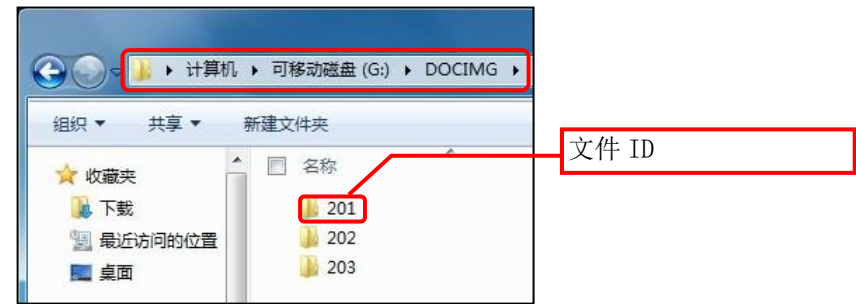 计算机 ▸ 可移动磁盘 (G:) ▸ DOCIMG ▸
组织 ▼ 共享 ▼ 新建文件夹
文件 ID
收藏夹
名称
下载
201
最近访问的位置
202
桌面
203